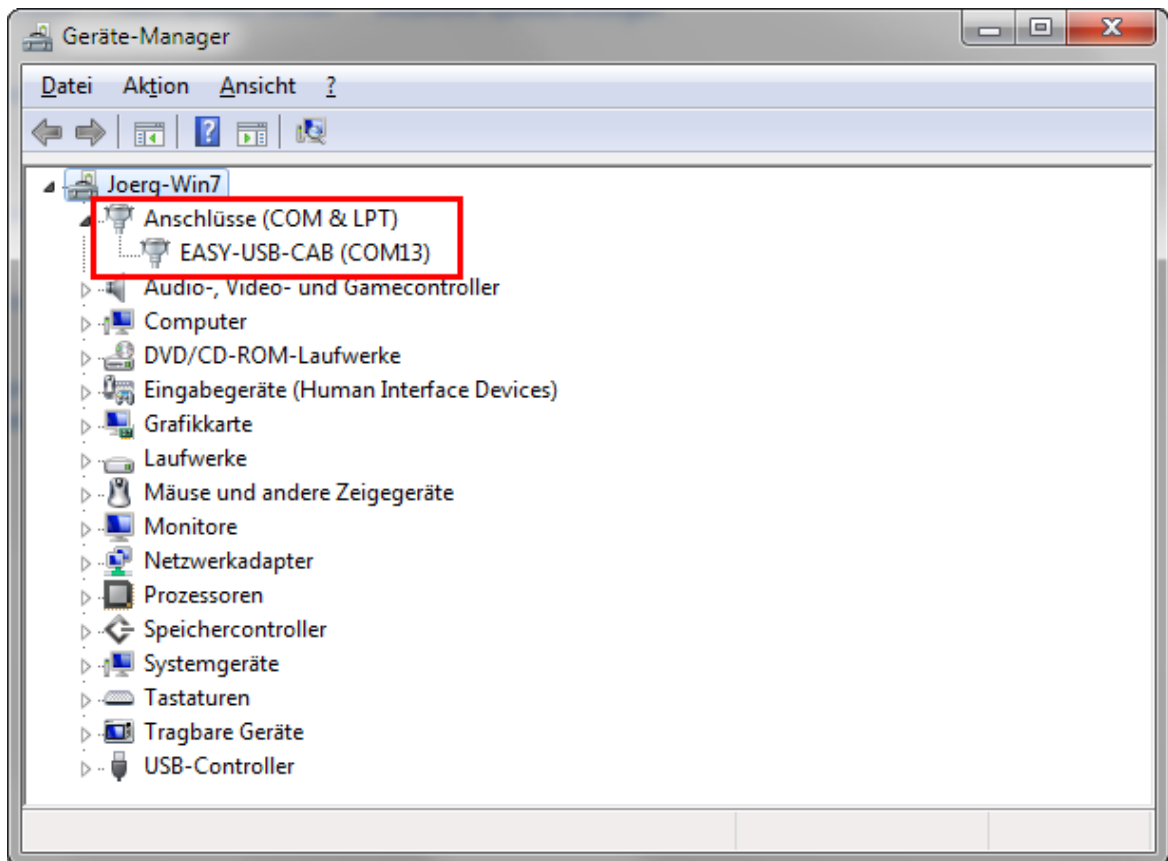 Geräte-Manager
Datei Aktion Ansicht ?
Joerg-Win7
Anschlüsse (COM & LPT)
EASY-USB-CAB (COM13)
Audio-, Video- und Gamecontroller
Computer
DVD/CD-ROM-Laufwerke
Eingabegeräte (Human Interface Devices)
Grafikkarte
Laufwerke
Mäuse und andere Zeigegeräte
Monitore
Netzwerkadapter
Prozessoren
Speichercontroller
Systemgeräte
Tastaturen
Tragbare Geräte
USB-Controller